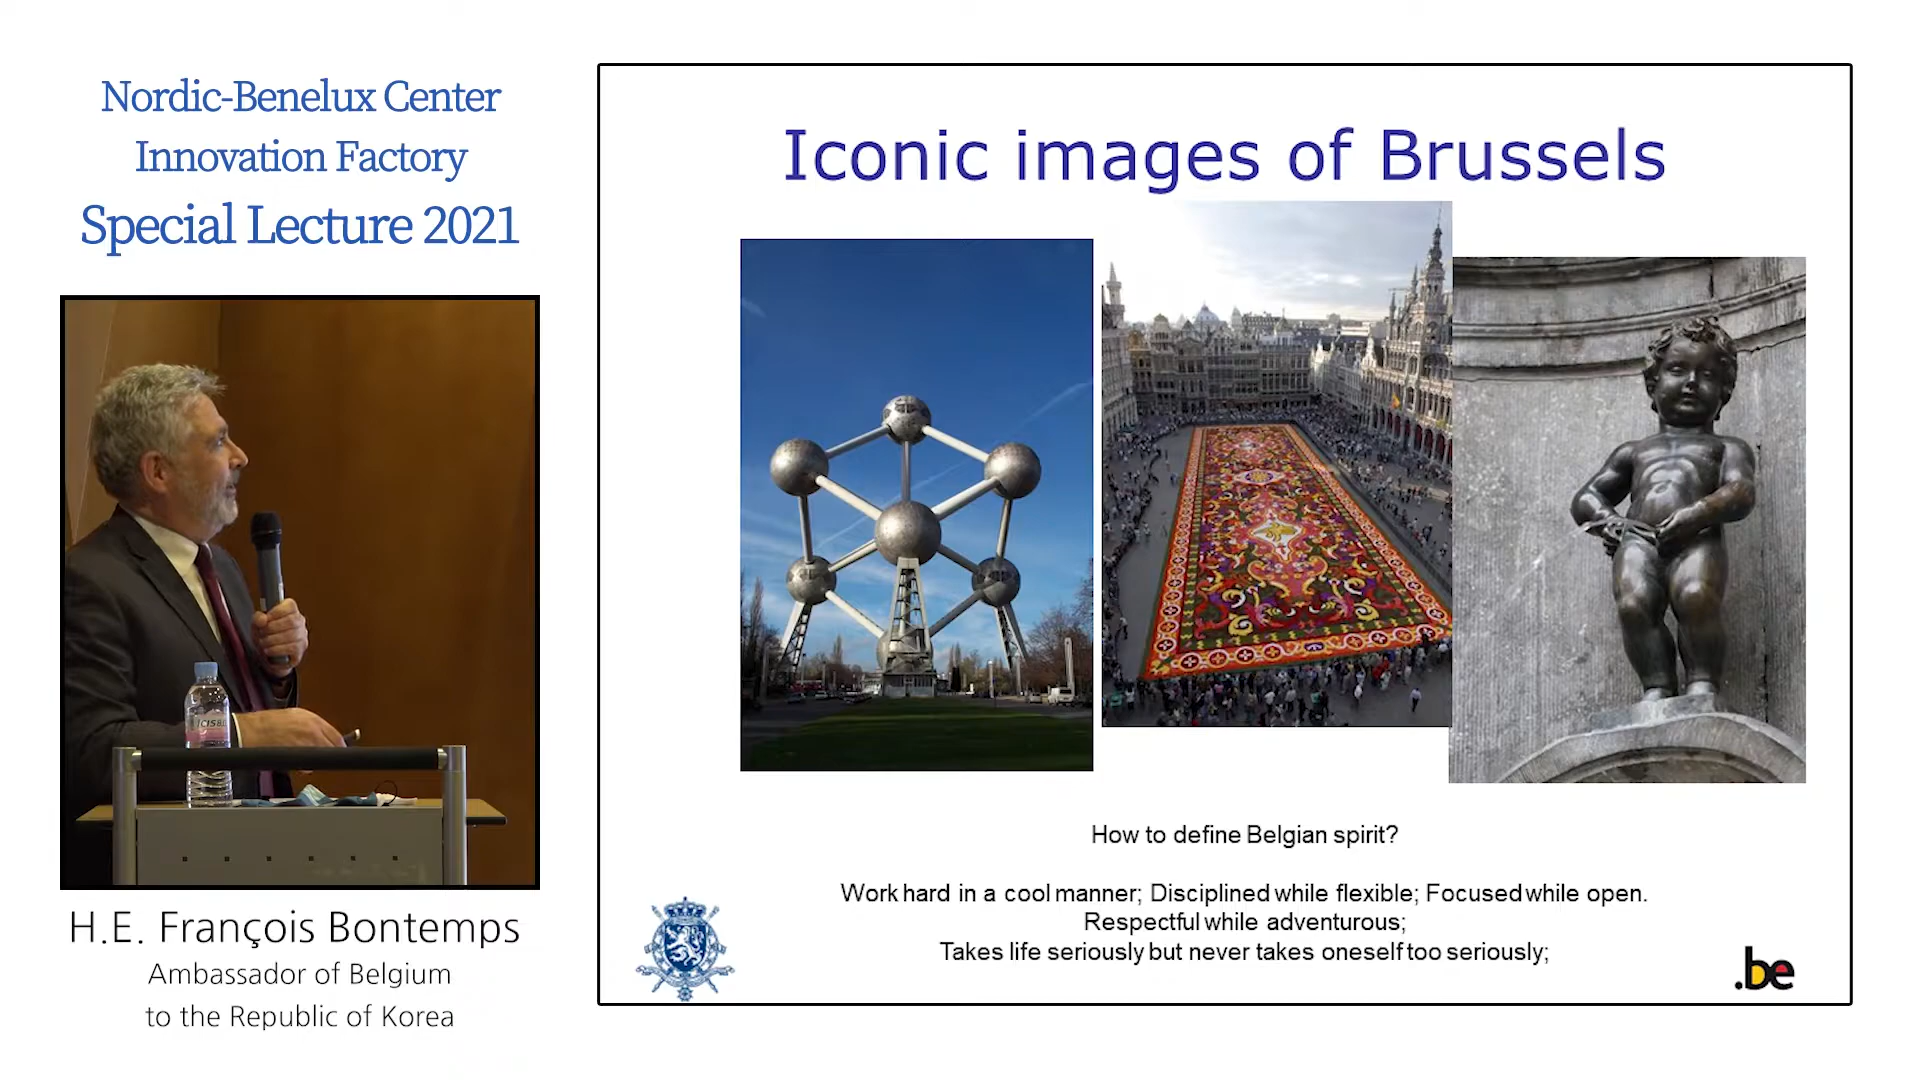 Nordic-Benelux Center
Innovation Factory
Special Lecture 2021
H.E. François Bontemps
Ambassador of Belgium
to the Republic of Korea
Iconic images of Brussels
How to define Belgian spirit?
Work hard in a cool manner; Disciplined while flexible; Focused while open.
Respectful while adventurous;
Takes life seriously but never takes oneself too seriously;
.be